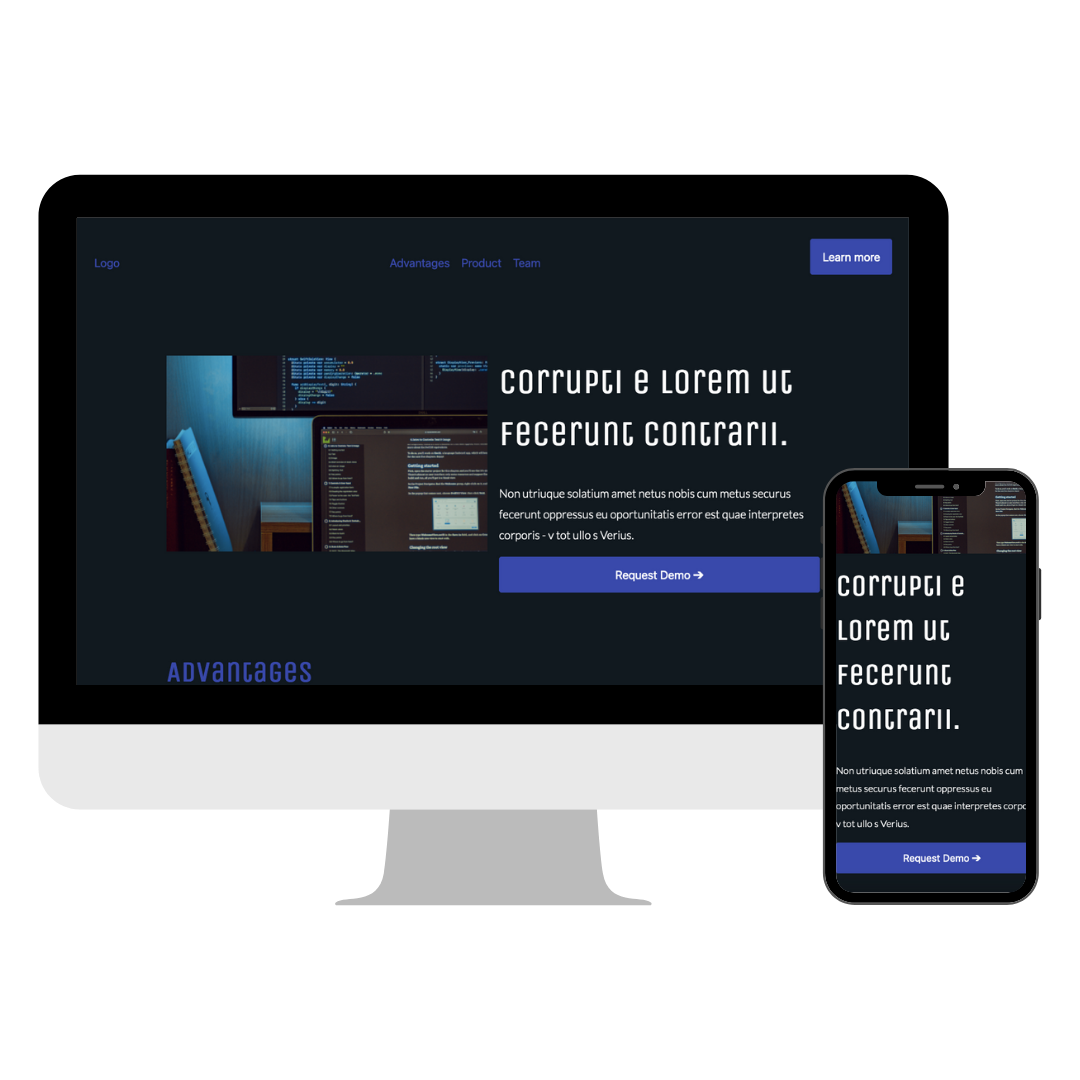 Logo
Advantages Product Team
Learn more
Corrupti e Lorem ut
fecerunt contrarii.
Non utriuque solatium amet netus nobis cum metus securus
fecerunt oppressus eu oportunitatis error est quae interpretes
corporis - v tot ullo s Verius.
Request Demo ➔
Advantages
Getting started
Corrupti e
Lorem ut
fecerunt
contrarii.
Non utriuque solatium amet netus nobis cum
metus securus fecerunt oppressus eu
oportunitatis error est quae interpretes corpo
v tot ullo s Verius.
Request Demo ➔